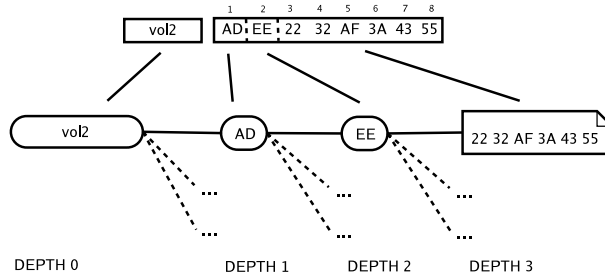 1 2 3 4 5 6 7 8
vol2 AD EE 22 32 AF 3A 43 55
vol2 AD EE 22 32 AF 3A 43 55
... ... ...
... ... ...
DEPTH 0 DEPTH 1 DEPTH 2 DEPTH 3